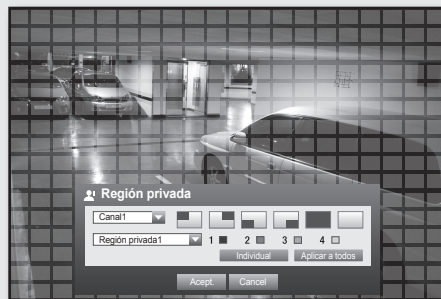 Región privada
Canal1
Región privada1 1 2 3 4
Individual Aplicar a todos
Acept. Cancel